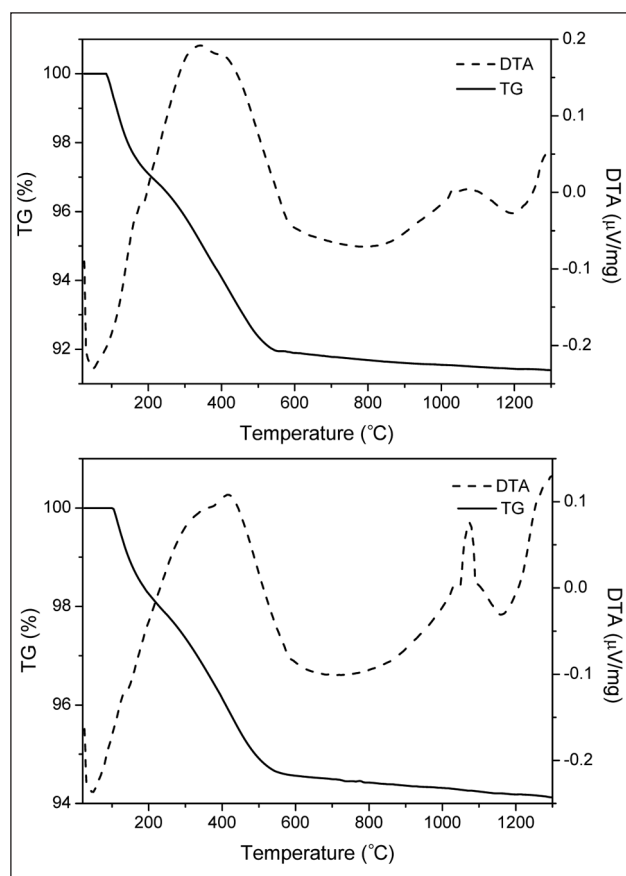 0.2
100
DTA
TG
0.1
98
TG (%)
0.0
DTA (μV/mg)
96
-0.1
94
-0.2
92
200 400 600 800 1000 1200
Temperature (°C)
100
DTA
0.1
TG
TG (%)
98
0.0
DTA (μV/mg)
96
-0.1
-0.2
94
200 400 600 800 1000 1200
Temperature (°C)